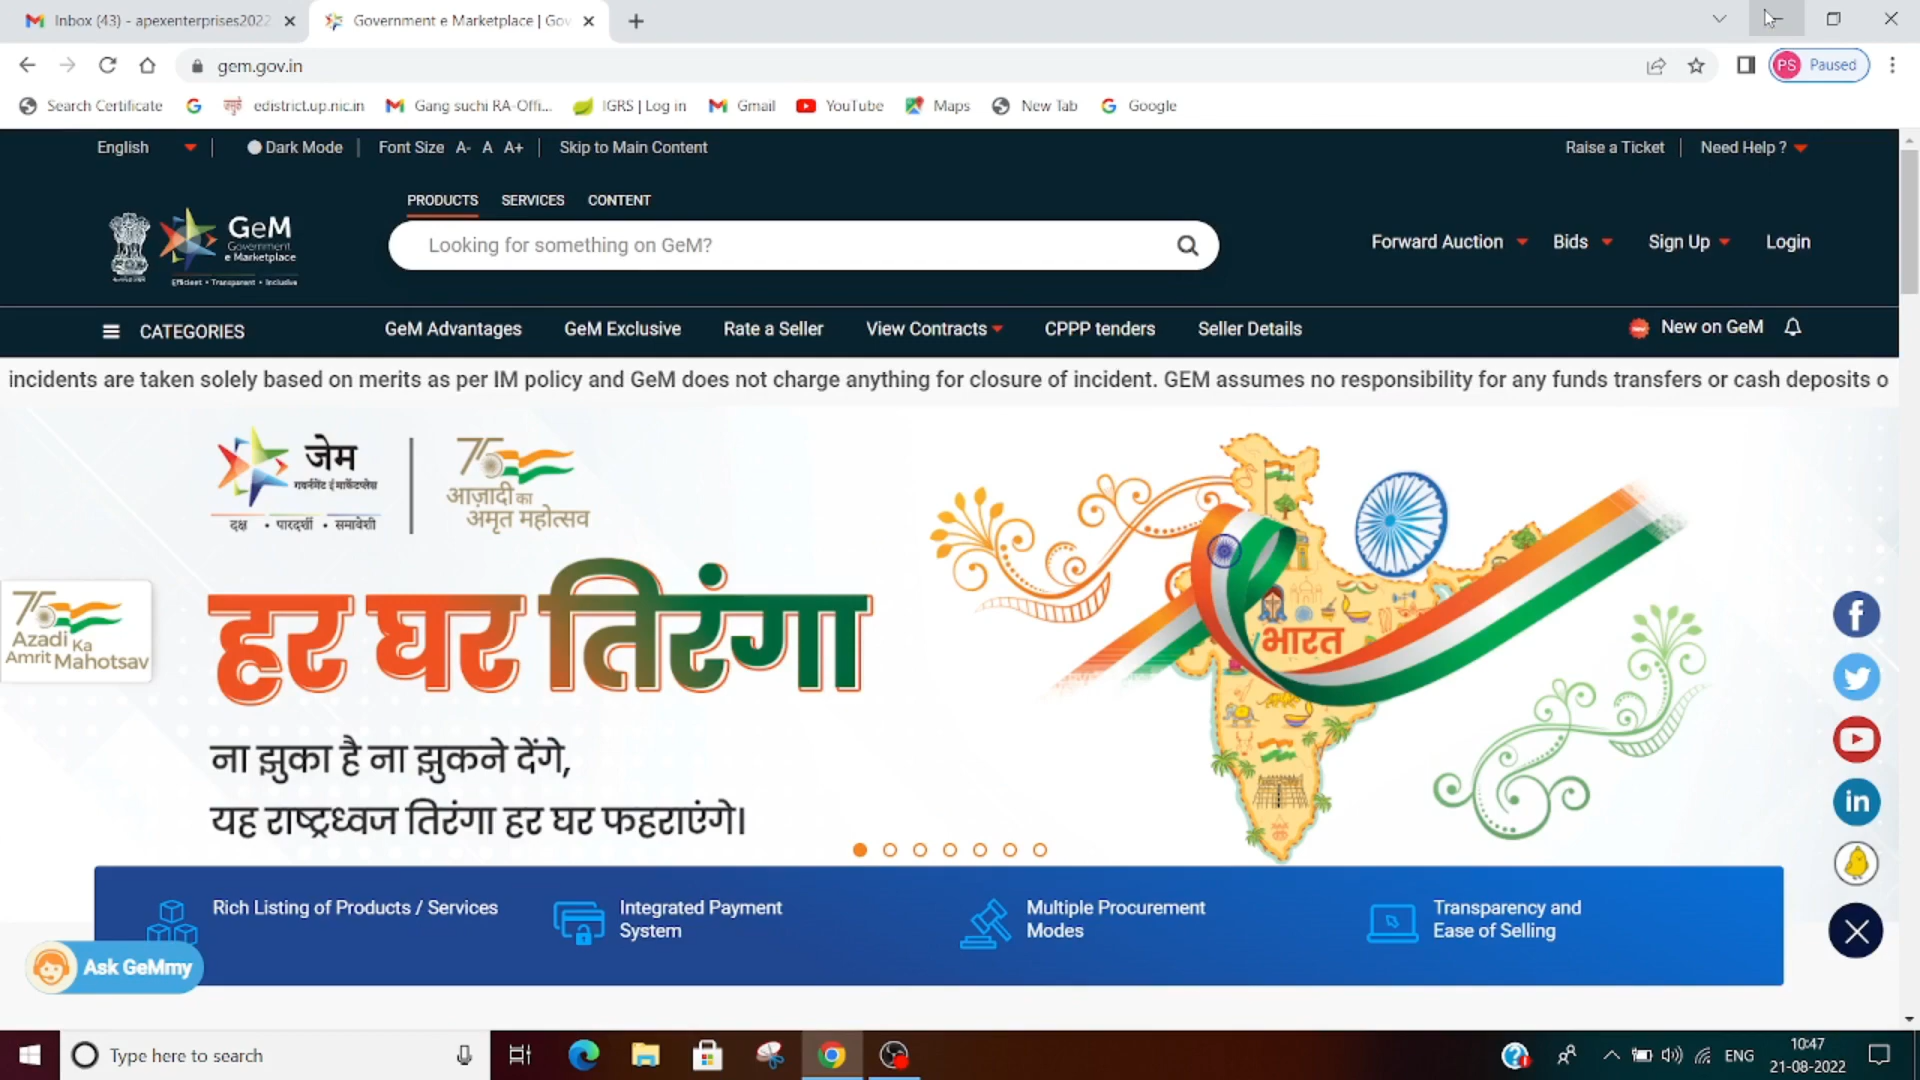 Inbox (43) - apexenterprises2022
Government e Marketplace | Gov
gem.gov.in
PS Paused
Search Certificate
edistrict.up.nic.in
Gang suchi RA-Offi...
IGRS | Log in
Gmail
YouTube
Maps
New Tab
Google
English
Dark Mode
Font Size A- A A+
Skip to Main Content
Raise a Ticket
Need Help ?
PRODUCTS SERVICES CONTENT
GeM
Government
e Marketplace
Efficient • Transparent • Inclusive
Looking for something on GeM?
Forward Auction
Bids
Sign Up
Login
CATEGORIES
GeM Advantages
GeM Exclusive
Rate a Seller
View Contracts
CPPP tenders
Seller Details
New on GeM
incidents are taken solely based on merits as per IM policy and GeM does not charge anything for closure of incident. GEM assumes no responsibility for any funds transfers or cash deposits o
जेम
गवर्नमेंट ई मार्केटप्लेस
दक्ष • पारदर्शी • समावेशी
75
आज़ादी का
अमृत महोत्सव
75
Azadi Ka
Amrit Mahotsav
हर घर तिरंगा
भारत
ना झुका है ना झुकने देंगे,
यह राष्ट्रध्वज तिरंगा हर घर फहराएंगे।
Rich Listing of Products / Services
Integrated Payment
System
Multiple Procurement
Modes
Transparency and
Ease of Selling
Ask GeMmy
Type here to search
ENG
10:47
21-08-2022